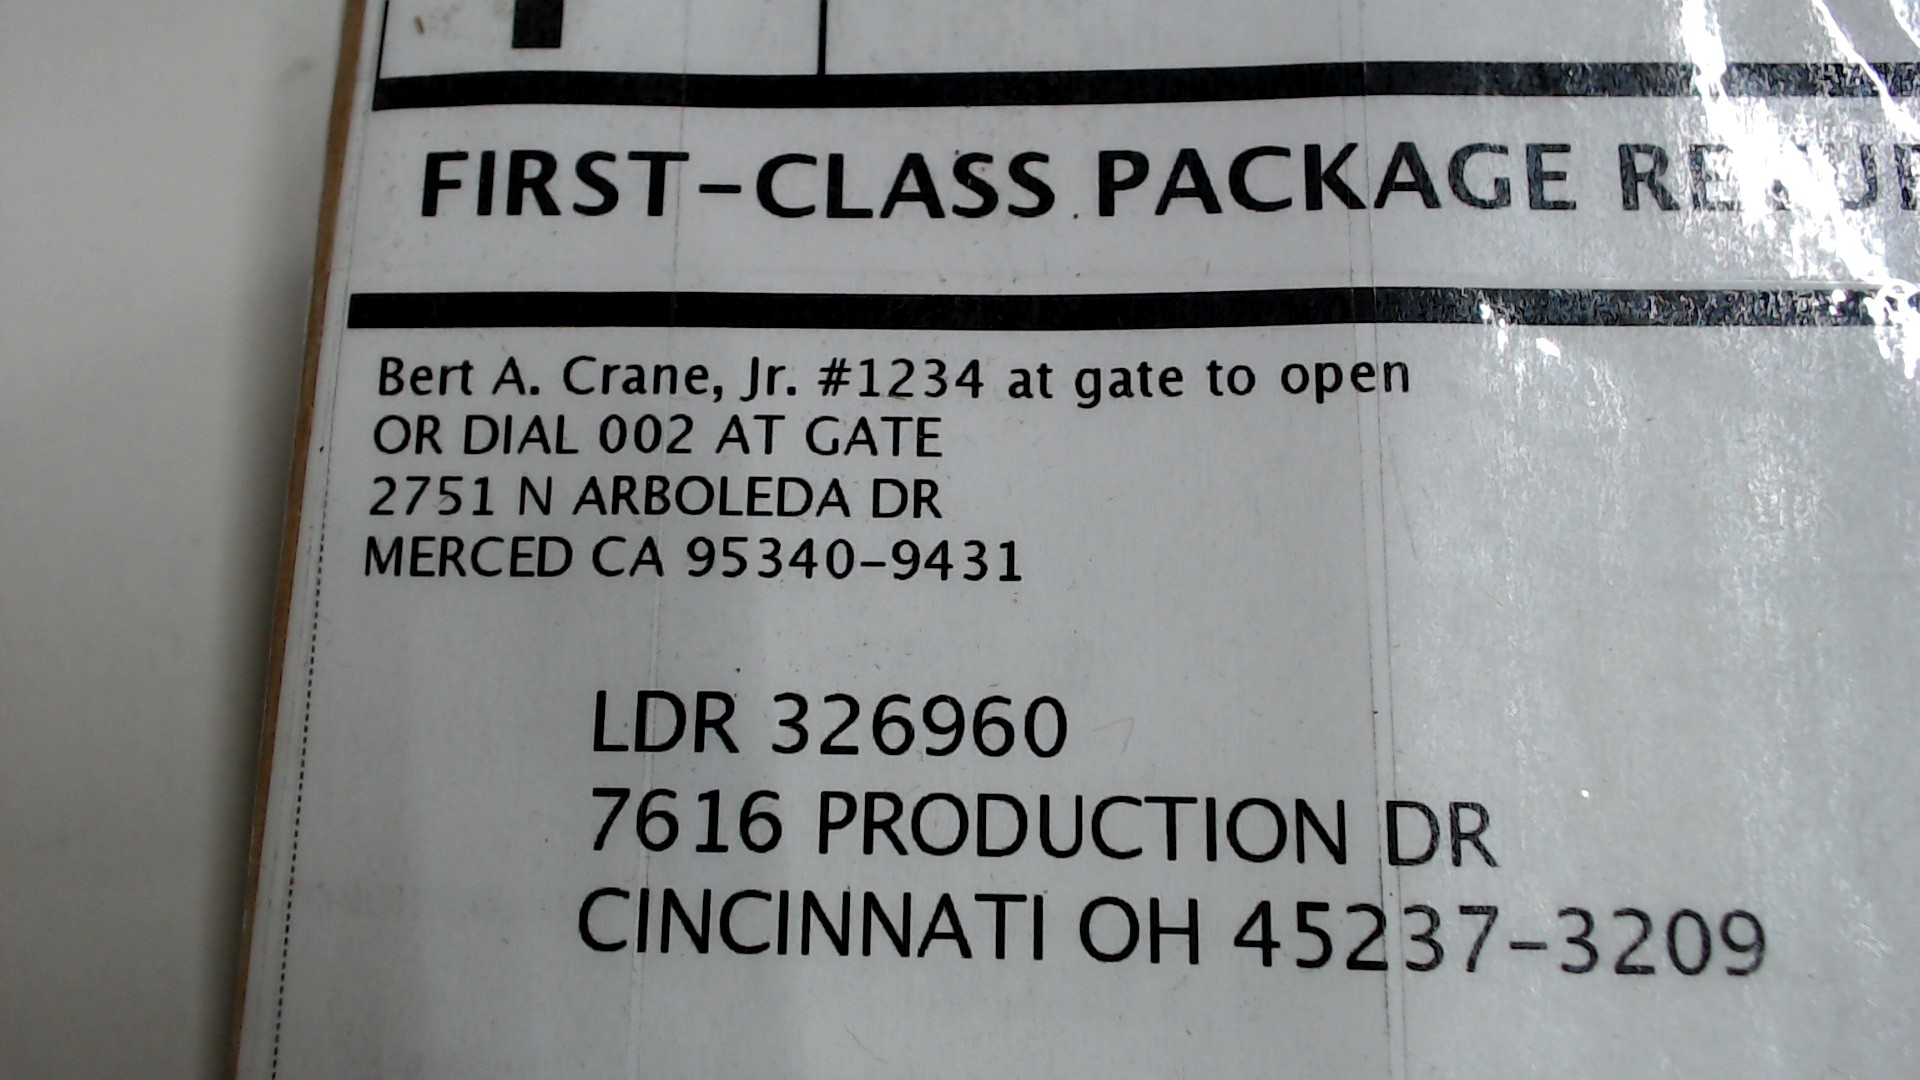 FIRST-CLASS PACKAGE
Bert A. Crane, Jr. #1234 at gate to open
OR DIAL 002 AT GATE
2751 N ARBOLEDA DR
MERCED CA 95340-9431
LDR 326960
7616 PRODUCTION DR
CINCINNATI OH 45237-3209